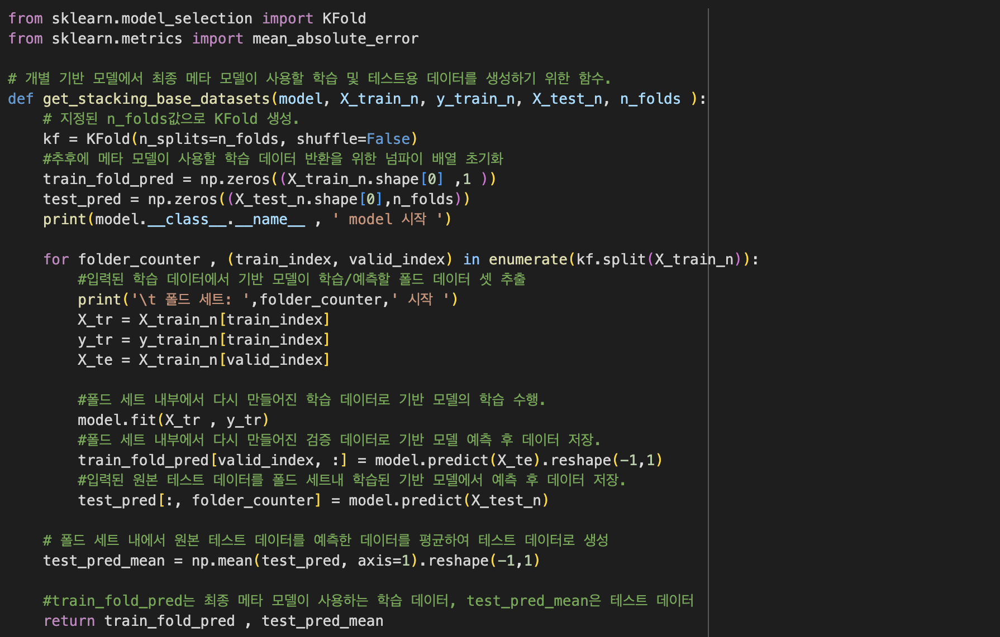 from sklearn.model_selection import KFold
from sklearn.metrics import mean_absolute_error
# 개별 기반 모델에서 최종 메타 모델이 사용할 학습 및 테스트용 데이터를 생성하기 위한 함수.
def get_stacking_base_datasets(model, X_train_n, y_train_n, X_test_n, n_folds ):
    # 지정된 n_folds값으로 KFold 생성.
    kf = KFold(n_splits=n_folds, shuffle=False)
    #추후에 메타 모델이 사용할 학습 데이터 반환을 위한 넘파이 배열 초기화
    train_fold_pred = np.zeros((X_train_n.shape[0] ,1 ))
    test_pred = np.zeros((X_test_n.shape[0],n_folds))
    print(model.__class__.__name__ , ' model 시작 ')
    for folder_counter , (train_index, valid_index) in enumerate(kf.split(X_train_n)):
        #입력된 학습 데이터에서 기반 모델이 학습/예측할 폴드 데이터 셋 추출
        print('\t 폴드 세트: ',folder_counter,' 시작 ')
        X_tr = X_train_n[train_index]
        y_tr = y_train_n[train_index]
        X_te = X_train_n[valid_index]
        #폴드 세트 내부에서 다시 만들어진 학습 데이터로 기반 모델의 학습 수행.
        model.fit(X_tr , y_tr)
        #폴드 세트 내부에서 다시 만들어진 검증 데이터로 기반 모델 예측 후 데이터 저장.
        train_fold_pred[valid_index, :] = model.predict(X_te).reshape(-1,1)
        #입력된 원본 테스트 데이터를 폴드 세트내 학습된 기반 모델에서 예측 후 데이터 저장.
        test_pred[:, folder_counter] = model.predict(X_test_n)
    # 폴드 세트 내에서 원본 테스트 데이터를 예측한 데이터를 평균하여 테스트 데이터로 생성
    test_pred_mean = np.mean(test_pred, axis=1).reshape(-1,1)
    #train_fold_pred는 최종 메타 모델이 사용하는 학습 데이터, test_pred_mean은 테스트 데이터
    return train_fold_pred , test_pred_mean